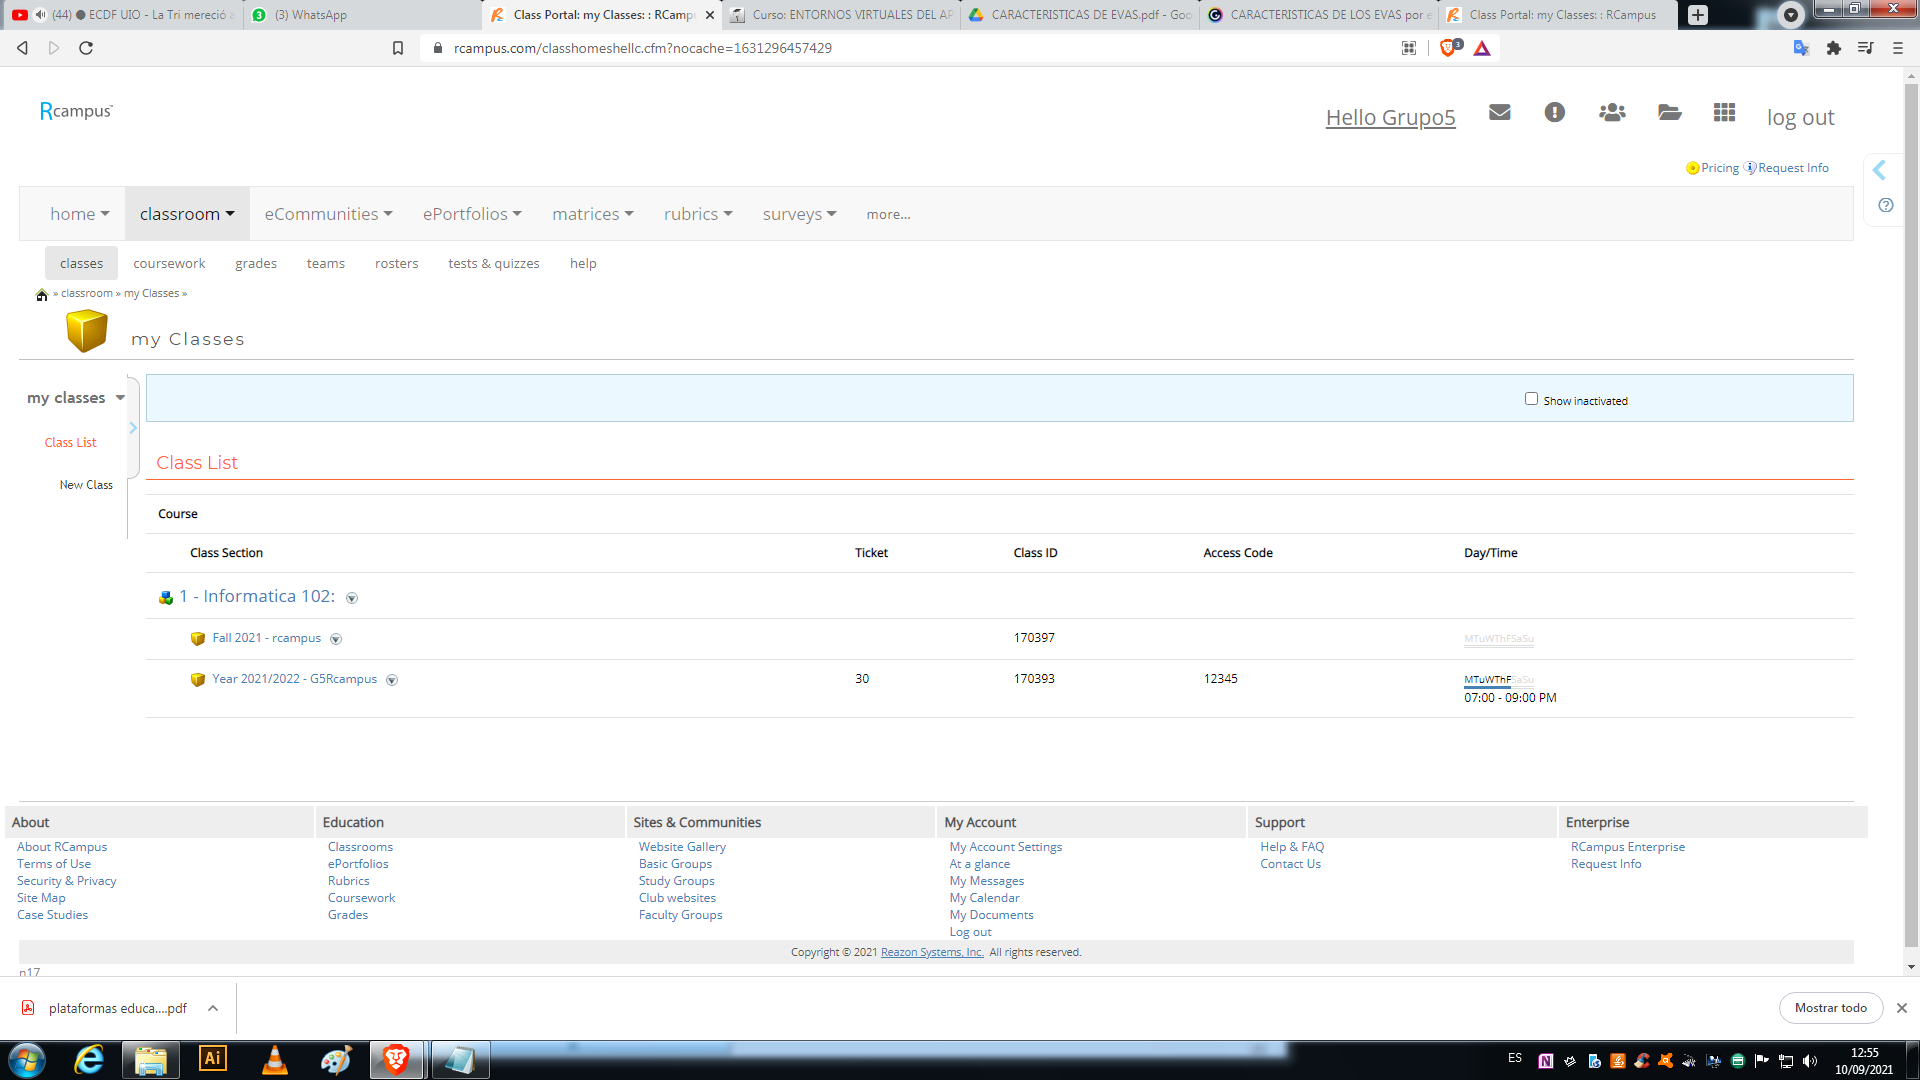 (44) ECDF UIO - La Tri mereció
(3) WhatsApp
Class Portal: my Classes: : RCamp
Curso: ENTORNOS VIRTUALES DEL AP
CARACTERISTICAS DE EVAS.pdf - Goo
CARACTERISTICAS DE LOS EVAS por e
Class Portal: my Classes: : RCampus
rcampus.com/classhomeshellc.cfm?nocache=1631296457429
3
Rcampus
Hello Grupo5
log out
Pricing Request Info
home classroom eCommunities ePortfolios matrices rubrics surveys more...
classes coursework grades teams rosters tests & quizzes help
» classroom » my Classes »
my Classes
my classes
Show inactivated
Class List
New Class
Class List
Course
Class Section Ticket Class ID Access Code Day/Time
1 - Informatica 102:
Fall 2021 - rcampus 170397 MTuWThFSaSu
Year 2021/2022 - G5Rcampus 30 170393 12345 MTuWThFSaSu
07:00 - 09:00 PM
About
About RCampus
Terms of Use
Security & Privacy
Site Map
Case Studies
Education
Classrooms
ePortfolios
Rubrics
Coursework
Grades
Sites & Communities
Website Gallery
Basic Groups
Study Groups
Club websites
Faculty Groups
My Account
My Account Settings
At a glance
My Messages
My Calendar
My Documents
Log out
Support
Help & FAQ
Contact Us
Enterprise
RCampus Enterprise
Request Info
Copyright © 2021 Reazon Systems, Inc. All rights reserved.
n17
plataformas educa....pdf
Mostrar todo
Ai
ES
12:55
10/09/2021